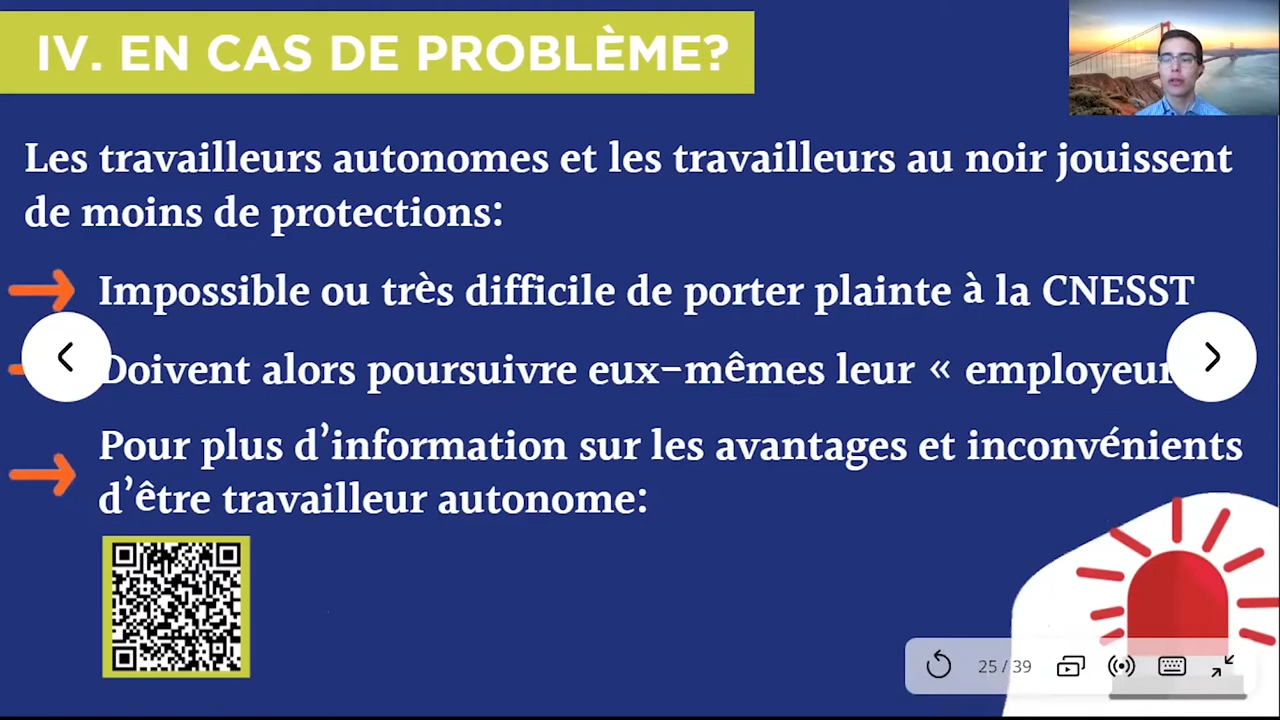 IV. EN CAS DE PROBLÈME?
Les travailleurs autonomes et les travailleurs au noir jouissent
de moins de protections:
Impossible ou très difficile de porter plainte à la CNESST
Doivent alors poursuivre eux-mêmes leur « employeur
Pour plus d’information sur les avantages et inconvénients
d’être travailleur autonome:
25 / 39